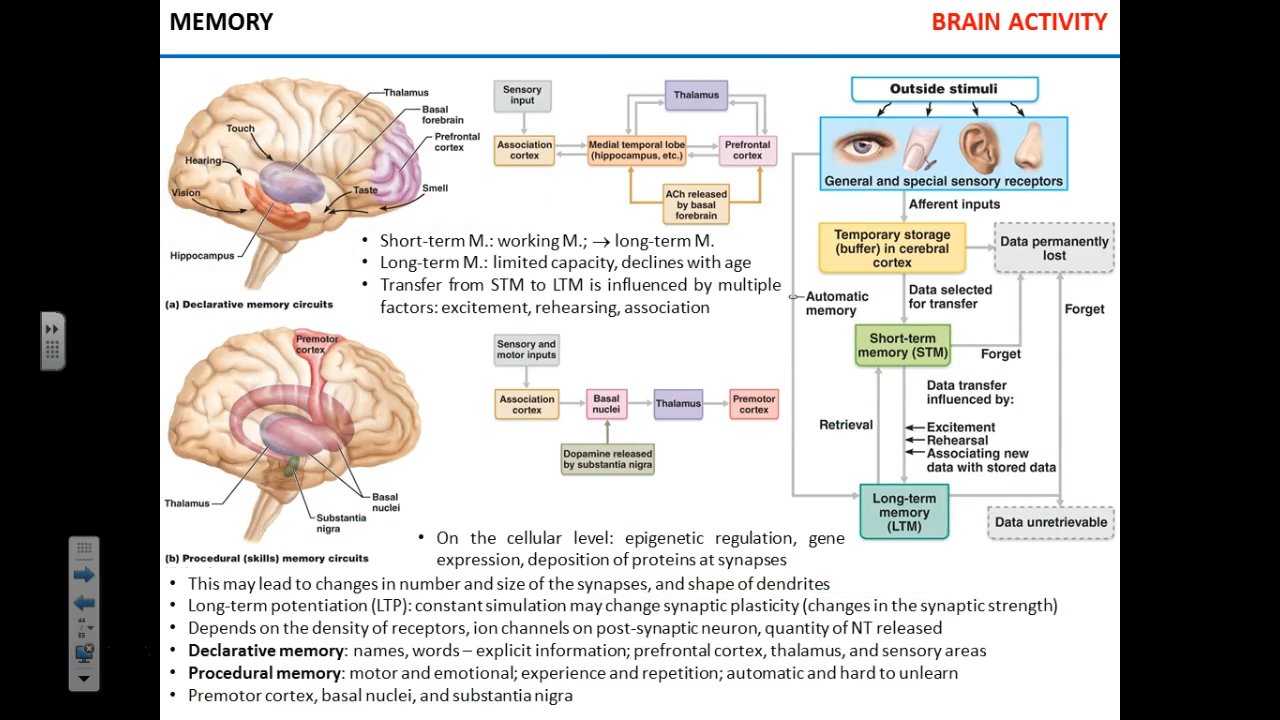 MEMORY
BRAIN ACTIVITY
Thalamus
Basal
forebrain
Prefrontal
cortex
Touch
Hearing
Vision
Taste
Smell
Hippocampus
(a) Declarative memory circuits
Sensory
input
Association
cortex
Medial temporal lobe
(hippocampus, etc.)
Thalamus
Prefrontal
cortex
ACh released
by basal
forebrain
• Short-term M.: working M.; → long-term M.
• Long-term M.: limited capacity, declines with age
• Transfer from STM to LTM is influenced by multiple
factors: excitement, rehearsing, association
Premotor
cortex
Thalamus
Basal
nuclei
Substantia
nigra
(b) Procedural (skills) memory circuits
Sensory and
motor inputs
Association
cortex
Basal
nuclei
Thalamus
Premotor
cortex
Dopamine released
by substantia nigra
Outside stimuli
General and special sensory receptors
Afferent inputs
Temporary storage
(buffer) in cerebral
cortex
Data permanently
lost
Automatic
memory
Data selected
for transfer
Forget
Short-term
memory (STM)
Forget
Data transfer
influenced by:
Retrieval
Excitement
Rehearsal
Associating new
data with stored data
Long-term
memory
(LTM)
Data unretrievable
• On the cellular level: epigenetic regulation, gene
expression, deposition of proteins at synapses
• This may lead to changes in number and size of the synapses, and shape of dendrites
• Long-term potentiation (LTP): constant simulation may change synaptic plasticity (changes in the synaptic strength)
• Depends on the density of receptors, ion channels on post-synaptic neuron, quantity of NT released
• Declarative memory: names, words – explicit information; prefrontal cortex, thalamus, and sensory areas
• Procedural memory: motor and emotional; experience and repetition; automatic and hard to unlearn
• Premotor cortex, basal nuclei, and substantia nigra